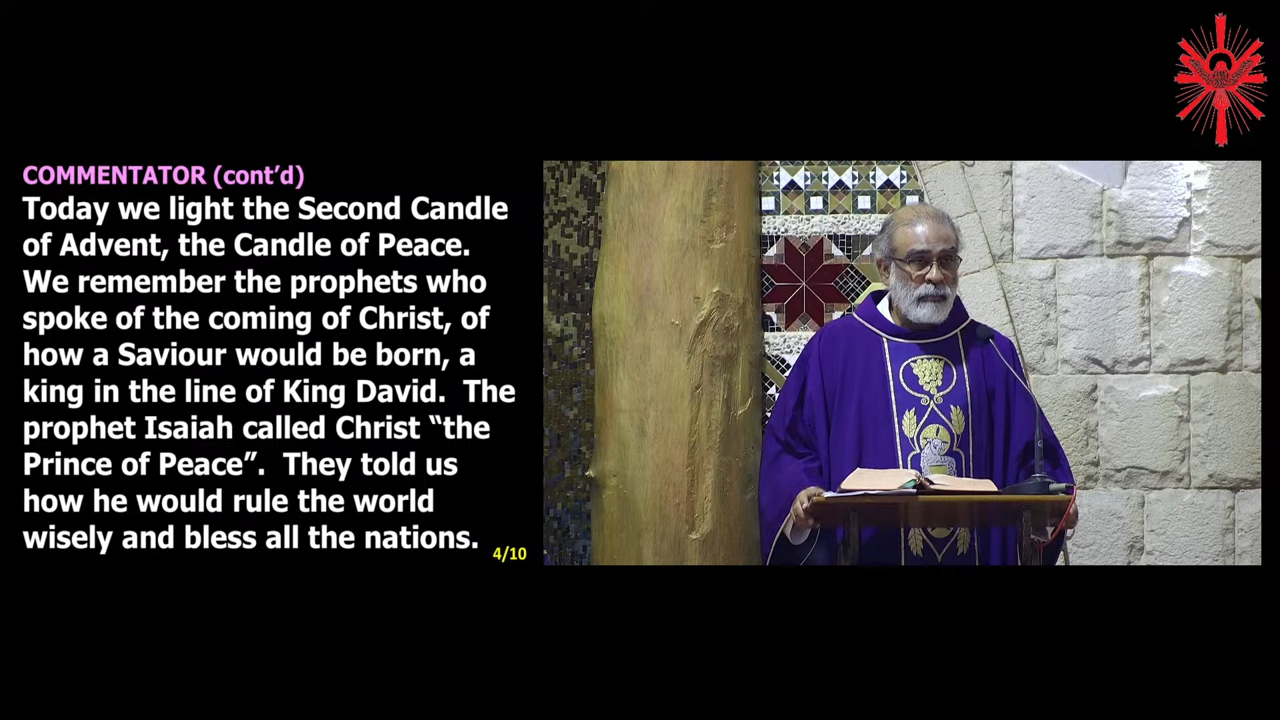 COMMENTATOR (cont’d)
Today we light the Second Candle
of Advent, the Candle of Peace.
We remember the prophets who
spoke of the coming of Christ, of
how a Saviour would be born, a
king in the line of King David.  The
prophet Isaiah called Christ “the
Prince of Peace”.  They told us
how he would rule the world
wisely and bless all the nations.
4/10